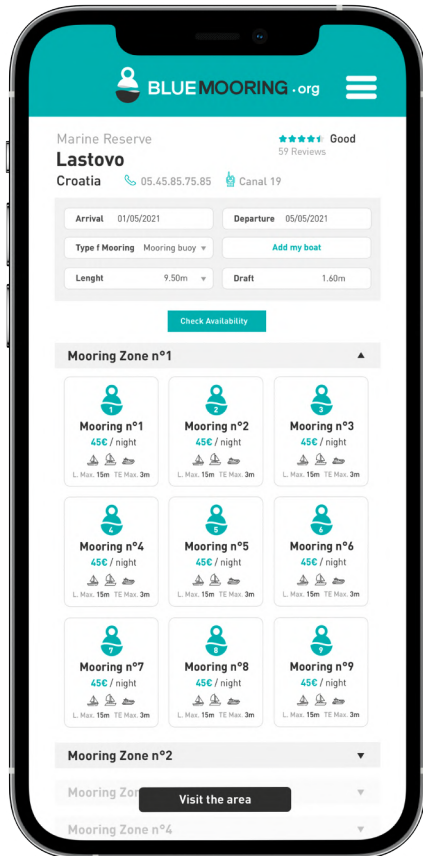 BLUEMOORING.org
Marine Reserve
Good
Lastovo
59 Reviews
Croatia 05.45.85.75.85 Canal 19
Arrival 01/05/2021 Departure 05/05/2021
Type f Mooring Mooring buoy Add my boat
Lenght 9.50m Draft 1.60m
Check Availability
Mooring Zone n°1
1 2 3
Mooring n°1 Mooring n°2 Mooring n°3
45€ / night 45€ / night 45€ / night
L. Max. 15m TE Max. 3m L. Max. 15m TE Max. 3m L. Max. 15m TE Max. 3m
4 5 6
Mooring n°4 Mooring n°5 Mooring n°6
45€ / night 45€ / night 45€ / night
L. Max. 15m TE Max. 3m L. Max. 15m TE Max. 3m L. Max. 15m TE Max. 3m
7 8 9
Mooring n°7 Mooring n°8 Mooring n°9
45€ / night 45€ / night 45€ / night
L. Max. 15m TE Max. 3m L. Max. 15m TE Max. 3m L. Max. 15m TE Max. 3m
Mooring Zone n°2
Mooring Zon
Visit the area
Mooring Zone n°4